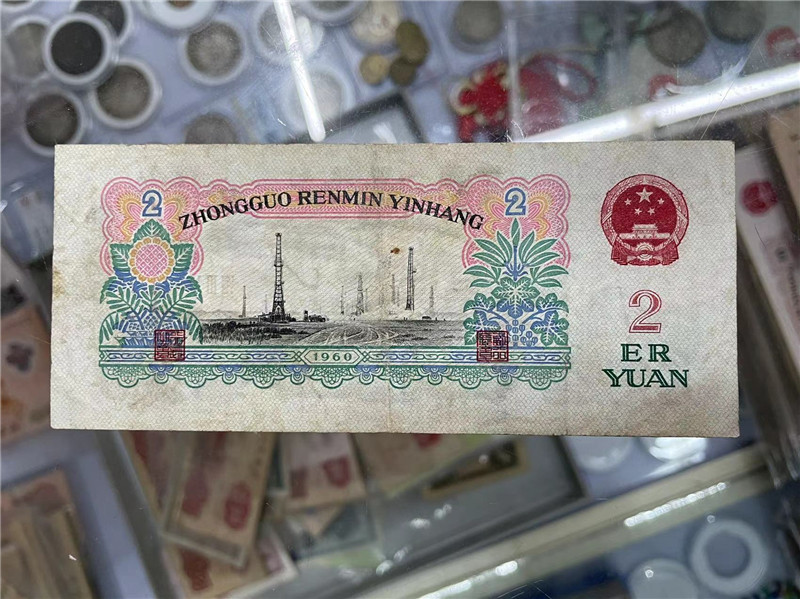 2
2
ZHONGGUO RENMIN YINHANG
1960
2
ER
YUAN